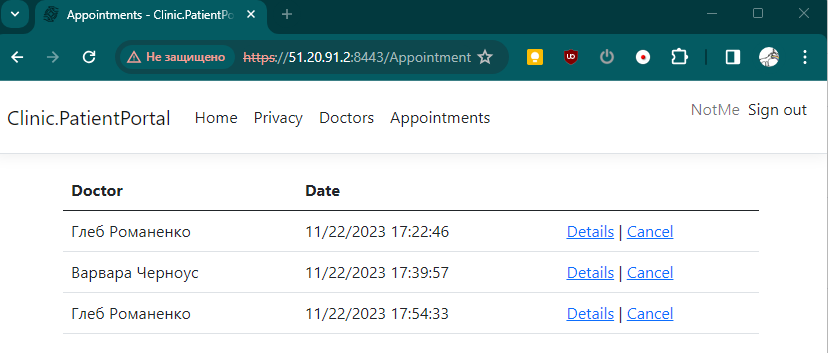 Appointments - Clinic.PatientPo
Не защищено https://51.20.91.2:8443/Appointment
Clinic.PatientPortal Home Privacy Doctors Appointments NotMe Sign out
Doctor Date
Глеб Романенко 11/22/2023 17:22:46 Details | Cancel
Варвара Черноус 11/22/2023 17:39:57 Details | Cancel
Глеб Романенко 11/22/2023 17:54:33 Details | Cancel